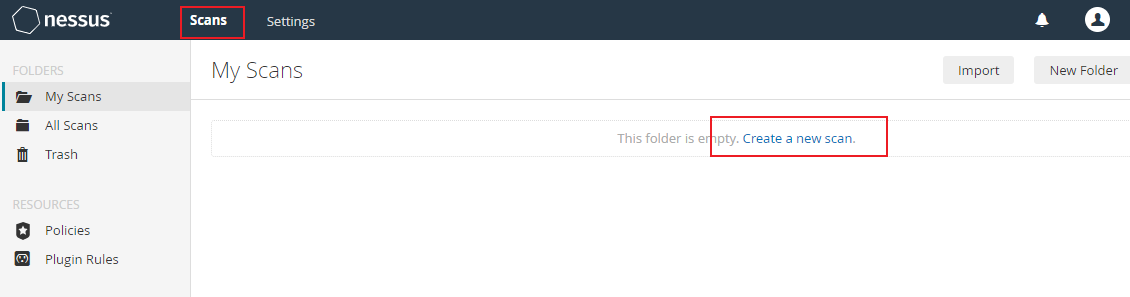 nessus
Scans
Settings
FOLDERS
My Scans
All Scans
Trash
RESOURCES
Policies
Plugin Rules
My Scans
Import
New Folder
This folder is empty. Create a new scan.